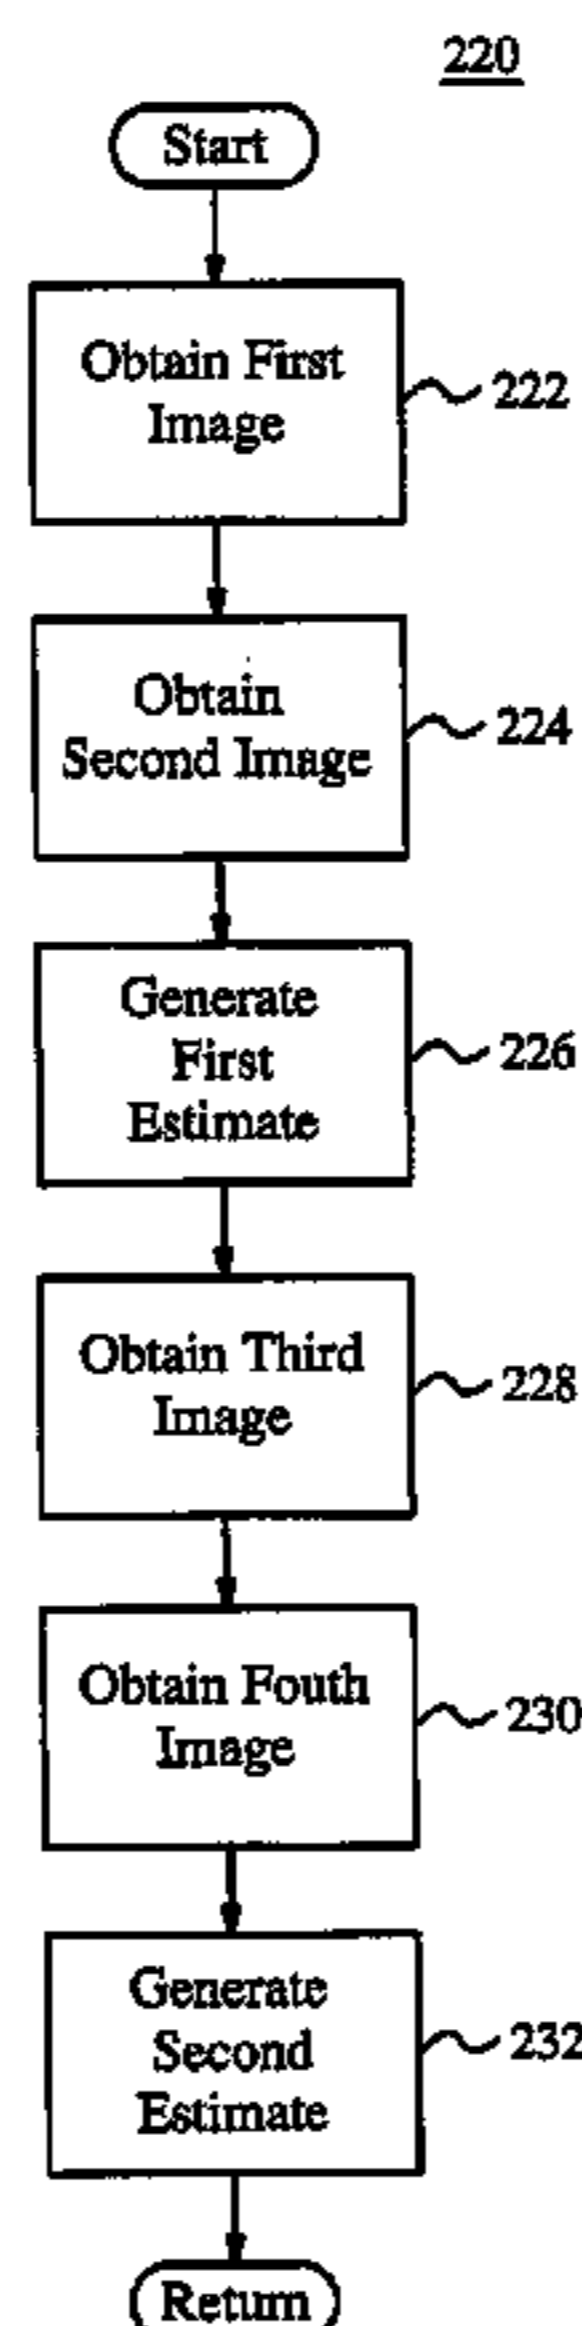 220
Start
Obtain First
Image
222
Obtain
Second Image
224
Generate
First
Estimate
226
Obtain Third
Image
228
Obtain Fouth
Image
230
Generate
Second
Estimate
232
Return